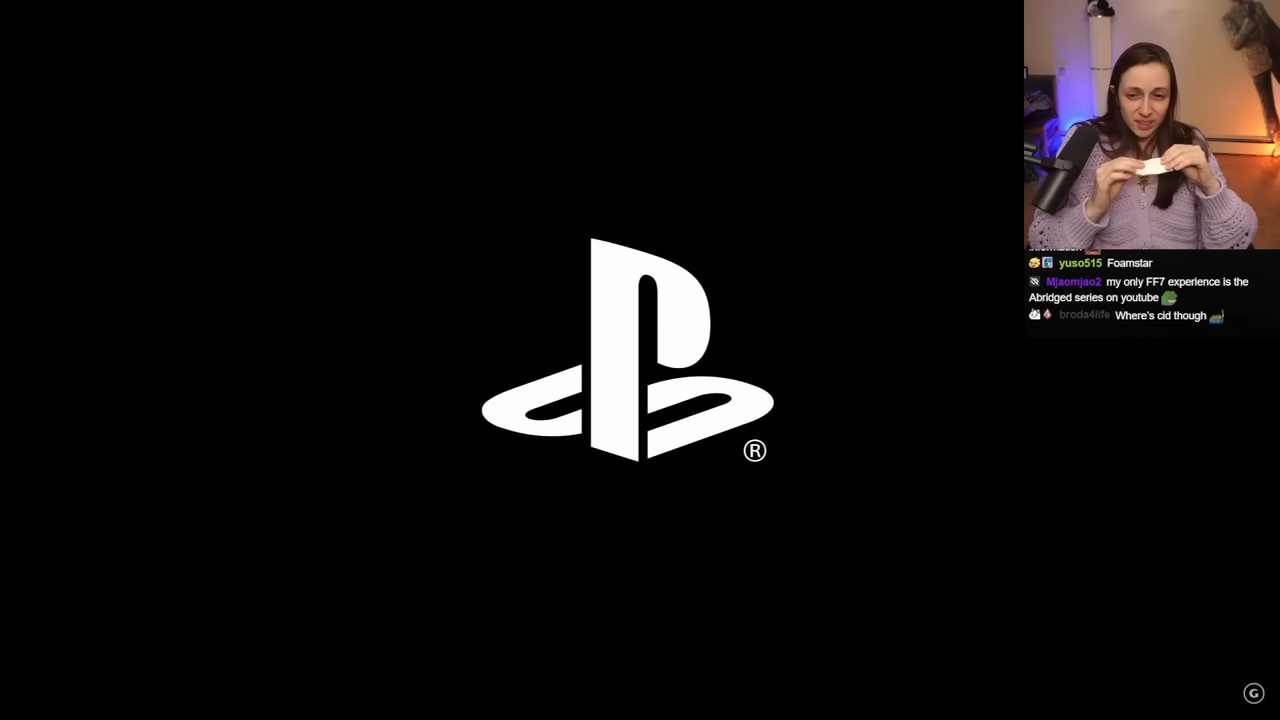 ®
yuso515 Foamstar
Mjaomjao2 my only FF7 experience is the
Abridged series on youtube
broda4life Where's cid though
G